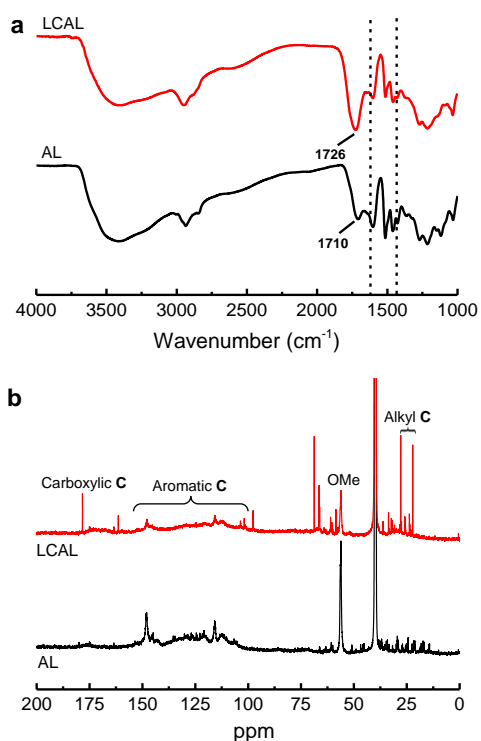 a
LCAL
1726
AL
1710
4000 3500 3000 2500 2000 1500 1000
Wavenumber (cm⁻¹)
b
Alkyl C
Carboxylic C
Aromatic C
OMe
LCAL
AL
200 175 150 125 100 75 50 25 0
ppm